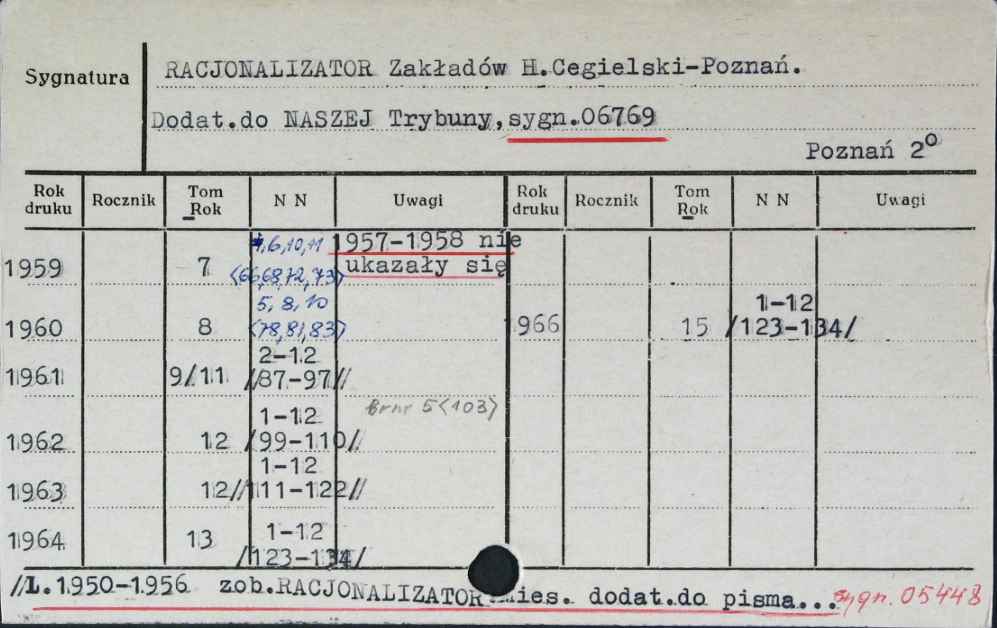 Sygnatura
RACJONALIZATOR Zakładów H.Cegielski-Poznań.
Dodat.do NASZEJ Trybuny,sygn.06769
Poznań 2º
Rok druku Rocznik Tom Rok N N Uwagi Rok druku Rocznik Tom Rok N N Uwagi
1959 7 4,6,10,11 <66,68,72,73> 1957-1958 nie ukazały się
1960 8 5, 8, 10 <78,81,83> 1966 15 1-12 /123-134/
1961 9/11 2-12 /87-97/
Brnr 5<103>
1962 12 1-12 /99-110/
1963 12 1-12 /111-122/
1964 13 1-12 /123-134/
/L.1950-1956 zob.RACJONALIZATOR mies. dodat.do pisma... sygn. 05448